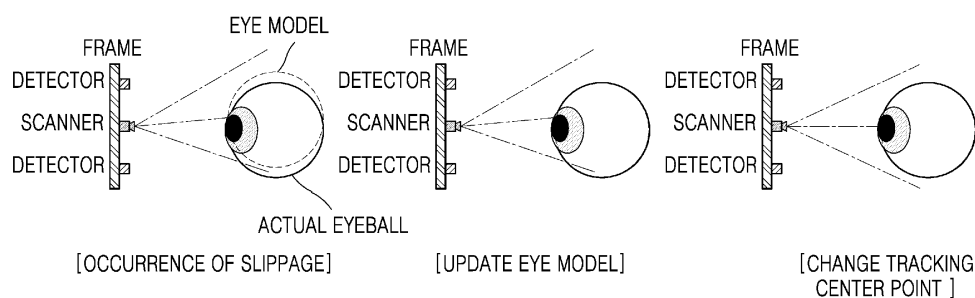 EYE MODEL
FRAME
DETECTOR
SCANNER
DETECTOR
ACTUAL EYEBALL
[OCCURRENCE OF SLIPPAGE]
FRAME
DETECTOR
SCANNER
DETECTOR
[UPDATE EYE MODEL]
FRAME
DETECTOR
SCANNER
DETECTOR
[CHANGE TRACKING
CENTER POINT ]